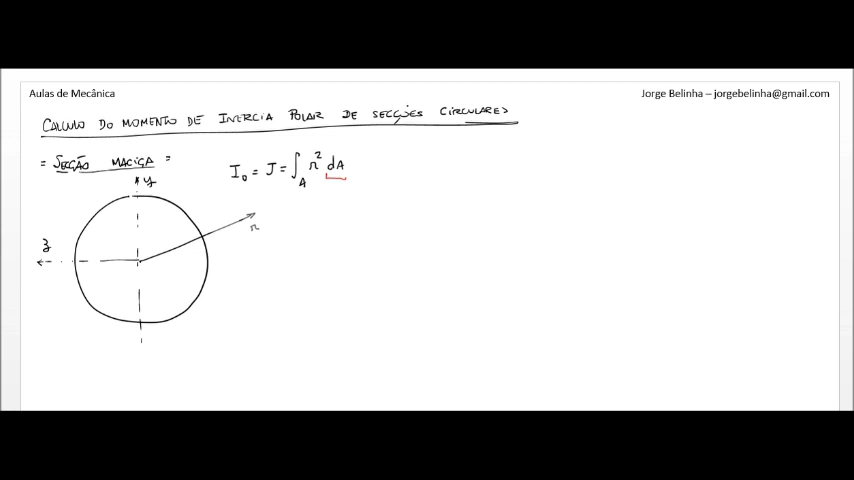 Aulas de Mecânica
Jorge Belinha – jorgebelinha@gmail.com
CALCULO DO MOMENTO DE INERCIA POLAR DE SECÇÕES CIRCULARES
= SECÇÃO MACIÇA =
I₀ = J = ∫_A r² dA
y
r
z